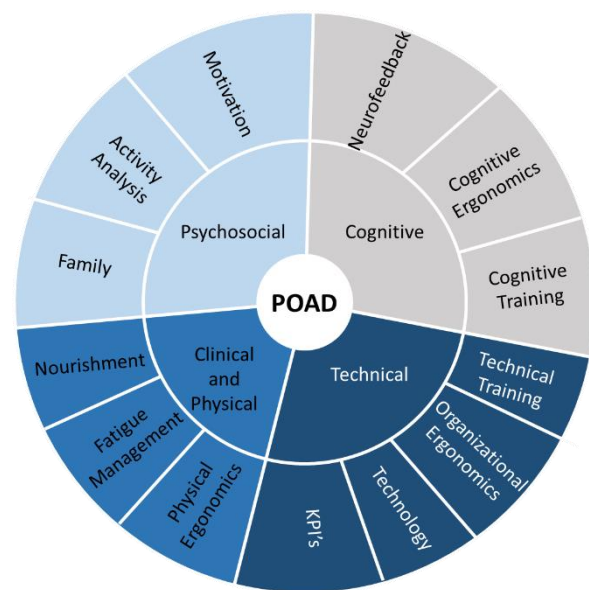 POAD
Psychosocial
Cognitive
Technical
Clinical
and
Physical
Motivation
Activity
Analysis
Family
Neurofeedback
Cognitive
Ergonomics
Cognitive
Training
Technical
Training
Organizational
Ergonomics
Technology
KPI's
Physical
Ergonomics
Fatigue
Management
Nourishment